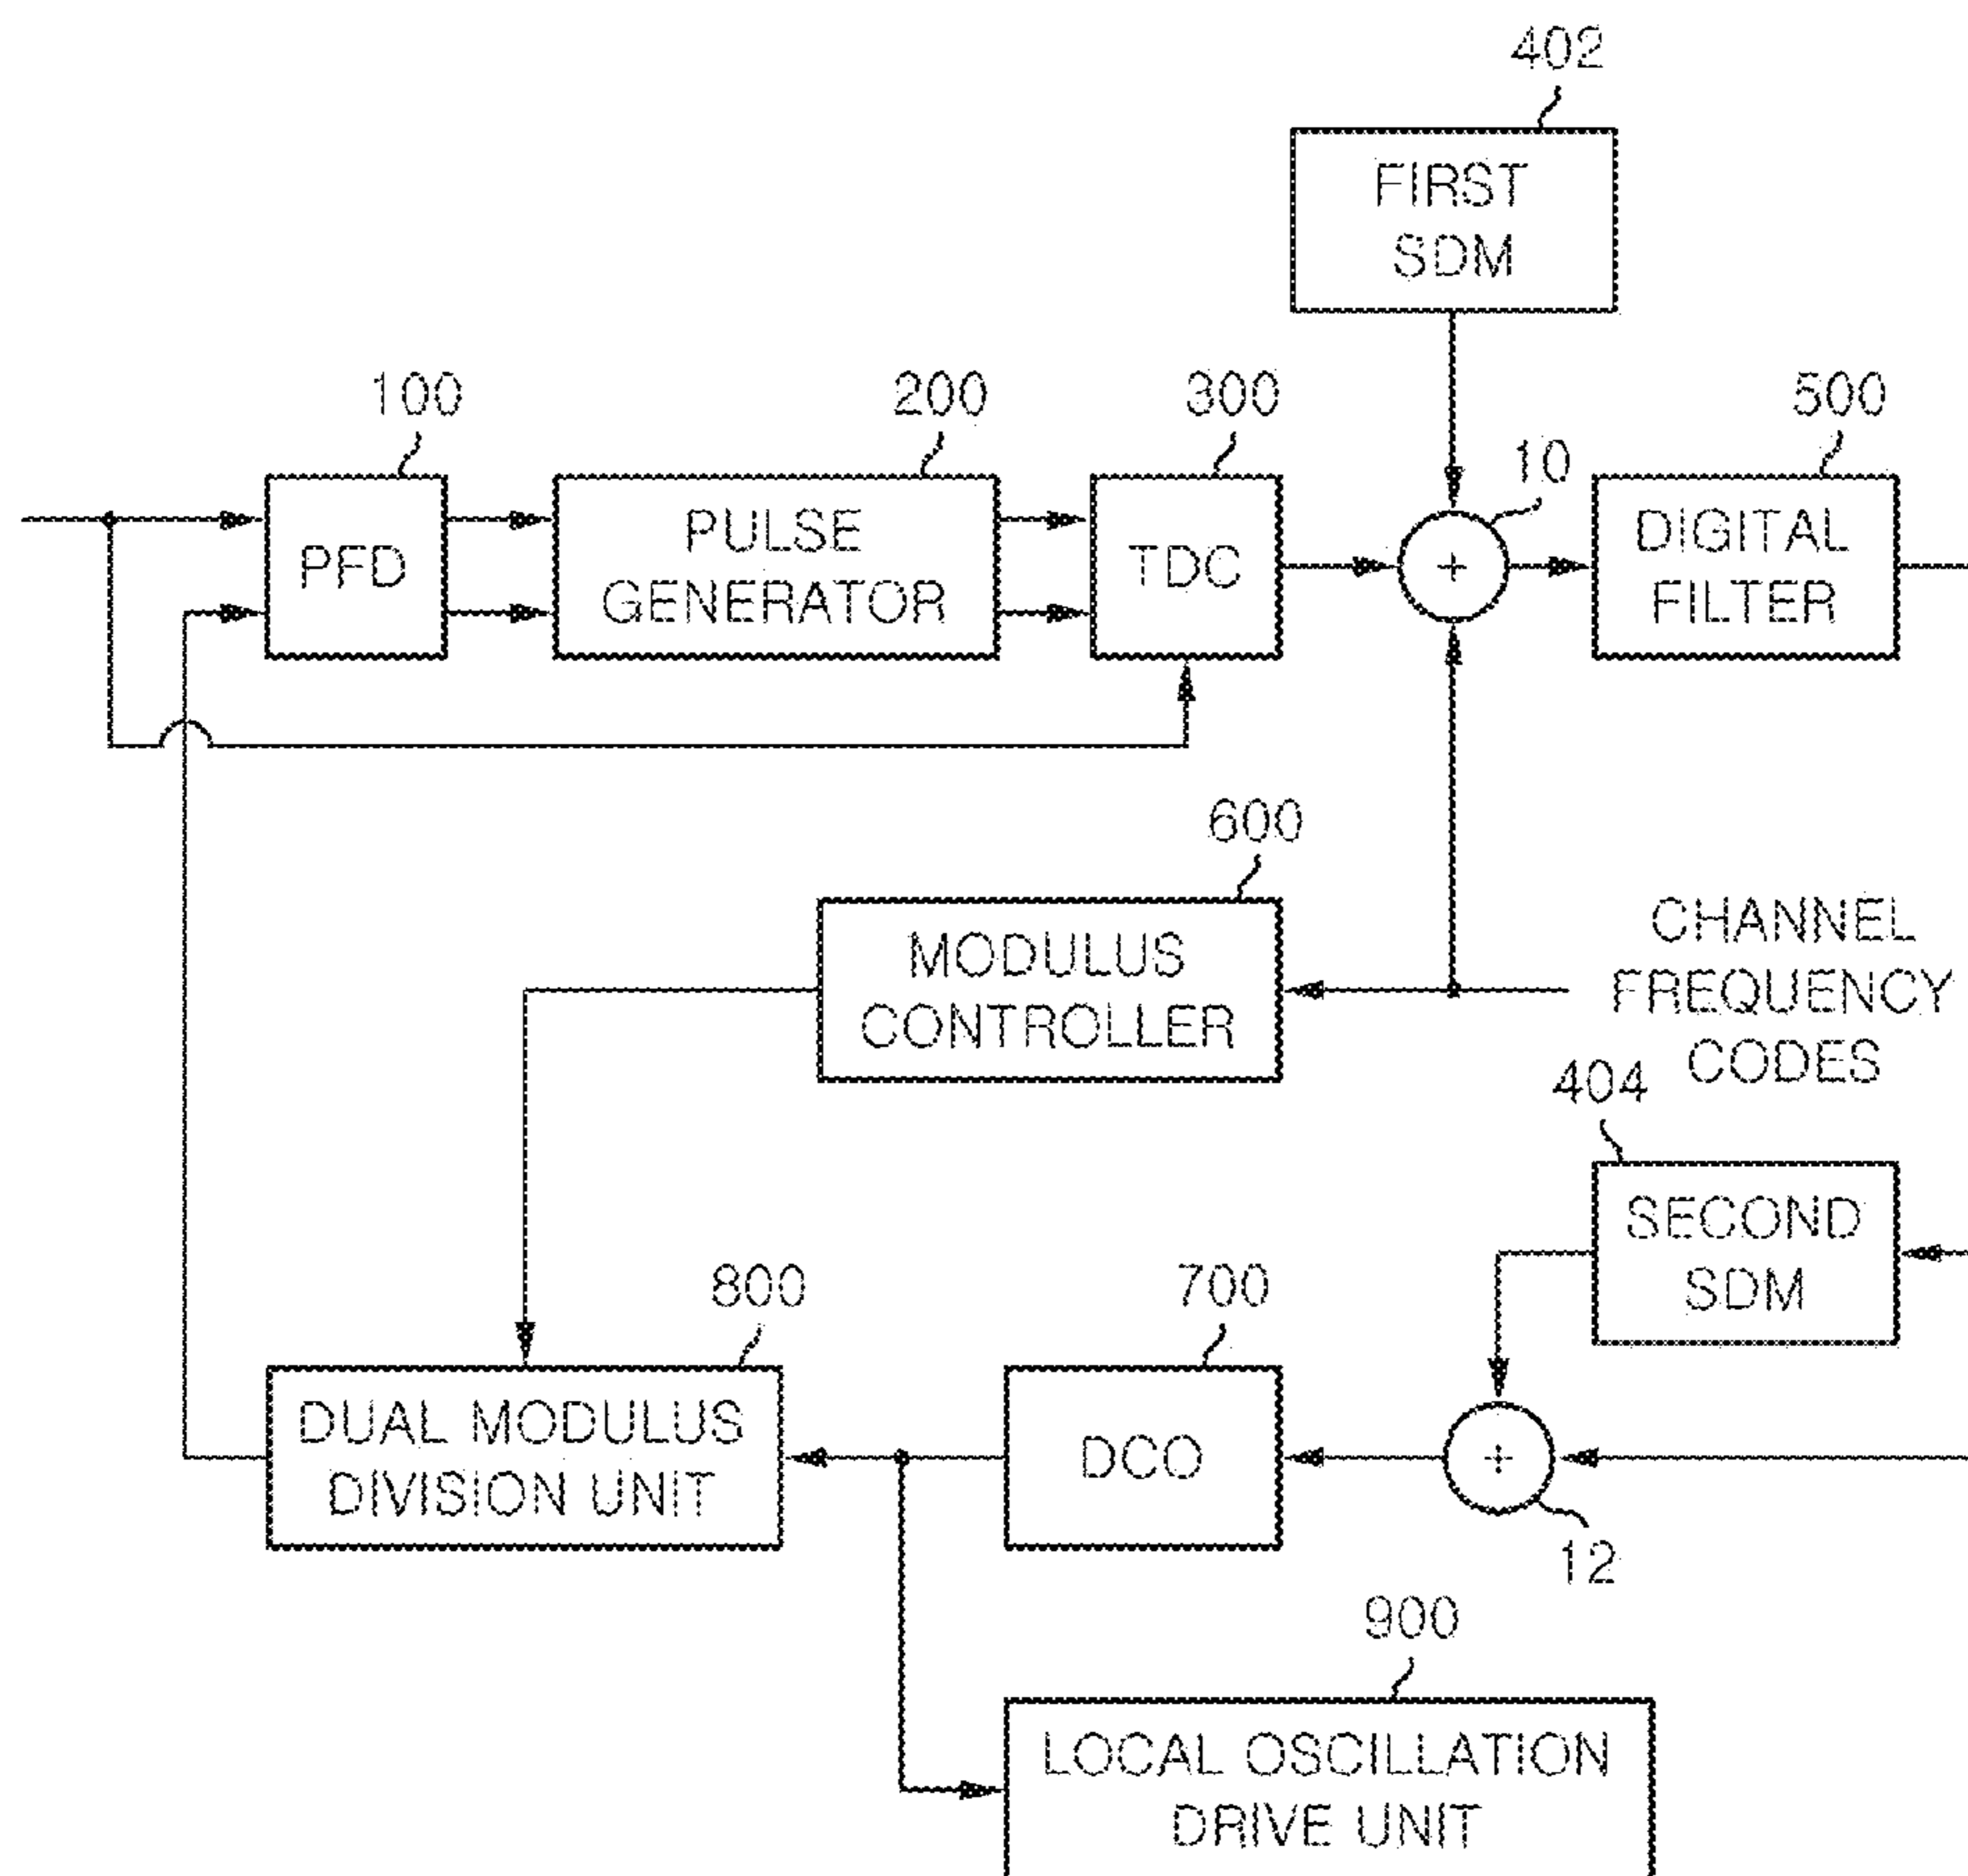 402
FIRST
SDM
100
200
300
10
500
PFD
PULSE
GENERATOR
TDC
+
DIGITAL
FILTER
600
MODULUS
CONTROLLER
CHANNEL
FREQUENCY
CODES
404
SECOND
SDM
800
700
DUAL MODULUS
DIVISION UNIT
DCO
+
12
900
LOCAL OSCILLATION
DRIVE UNIT